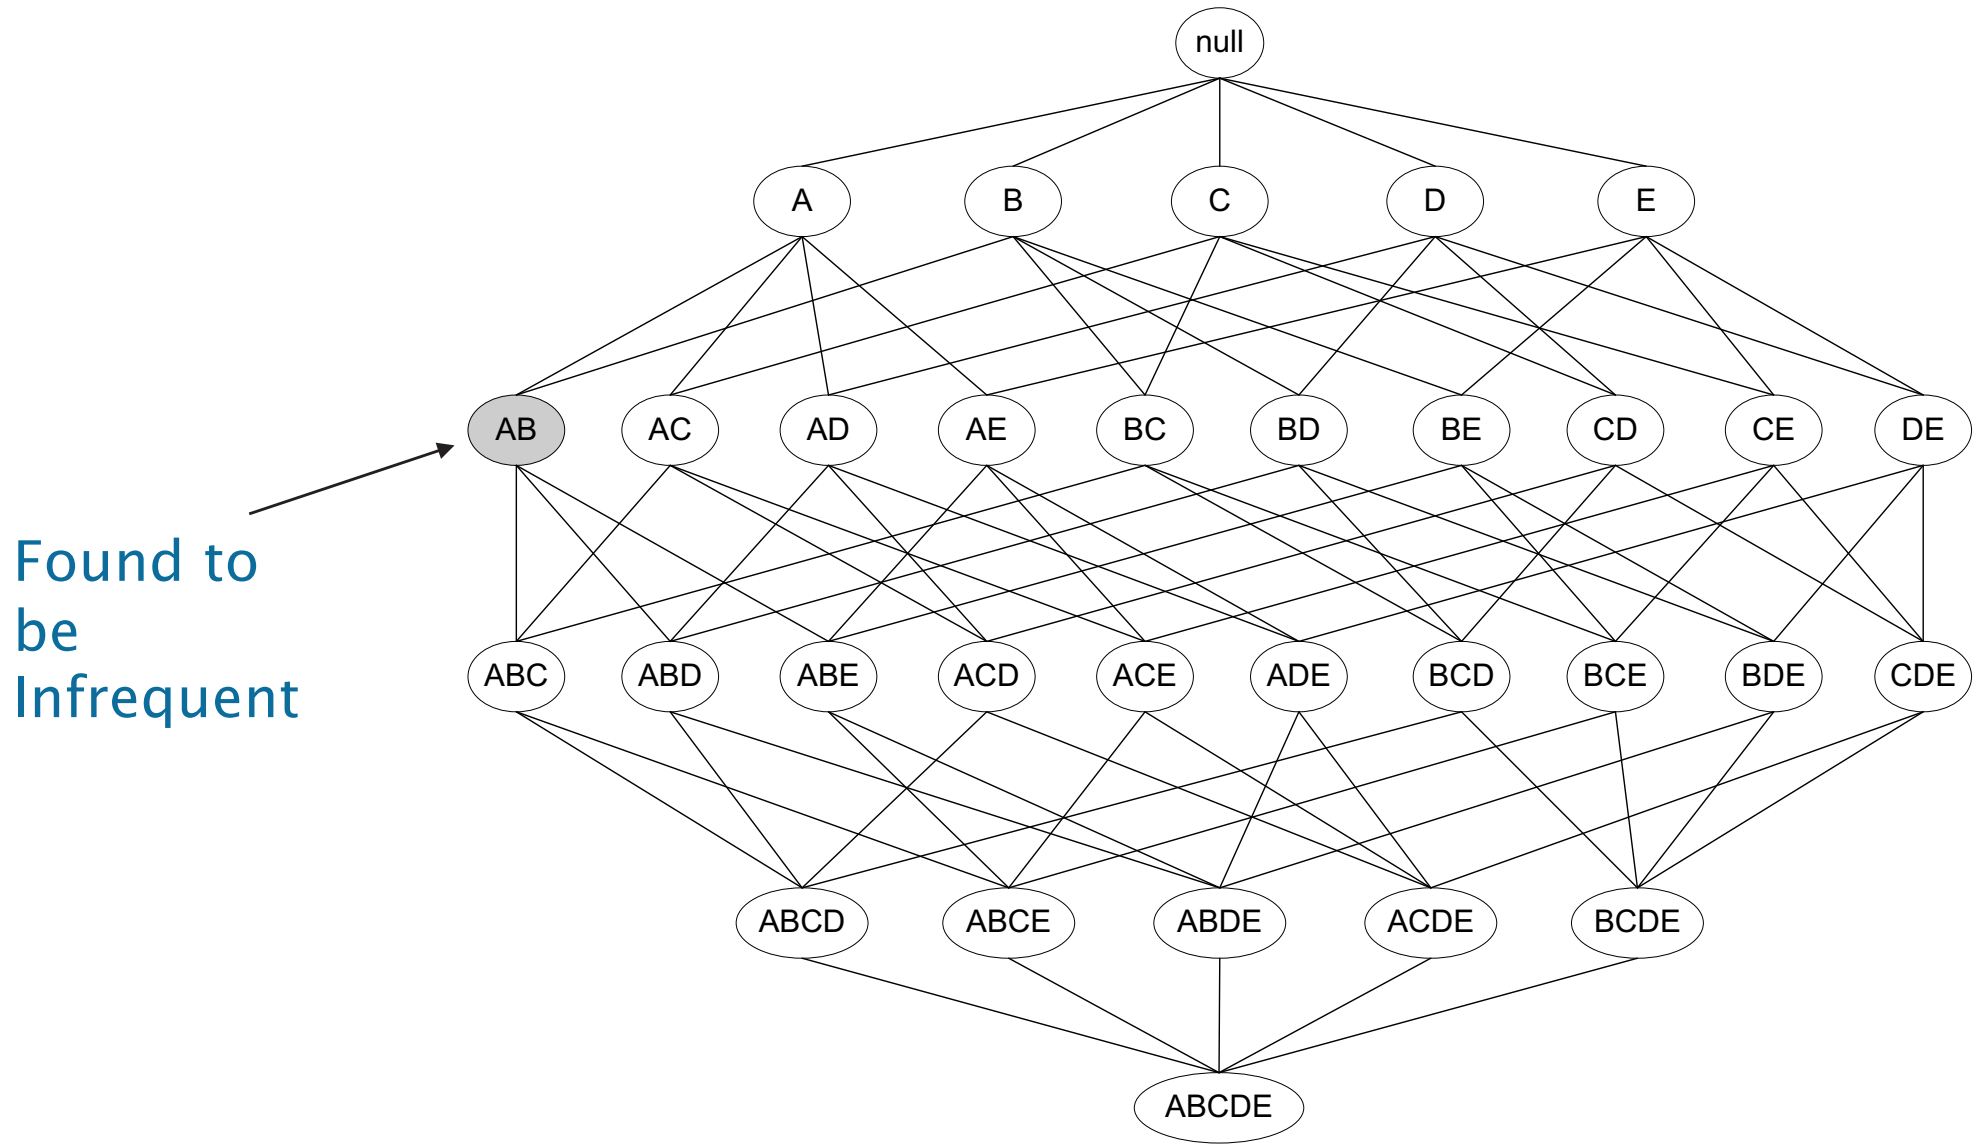 null
A B C D E
AB AC AD AE BC BD BE CD CE DE
Found to
be
Infrequent
ABC ABD ABE ACD ACE ADE BCD BCE BDE CDE
ABCD ABCE ABDE ACDE BCDE
ABCDE